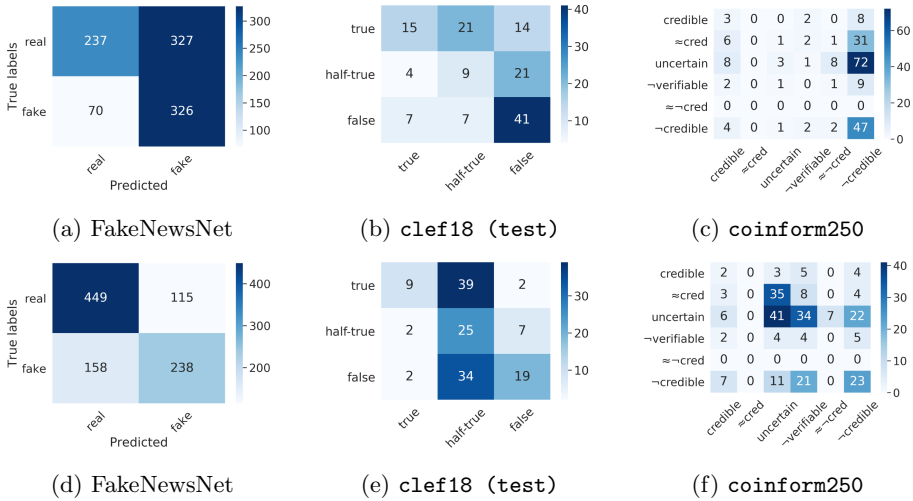 real 237 327 300
250
200
fake 70 326 150
100
True labels
real fake
Predicted
(a) FakeNewsNet
true 15 21 14 40
30
half-true 4 9 21 20
false 7 7 41 10
true half-true false
(b) clef18 (test)
credible 3 0 0 2 0 8
≈cred 6 0 1 2 1 31 60
uncertain 8 0 3 1 8 72 40
¬verifiable 2 0 1 0 1 9 20
≈¬cred 0 0 0 0 0 0
¬credible 4 0 1 2 2 47 0
credible ≈cred uncertain ¬verifiable ≈¬cred ¬credible
(c) coinform250
real 449 115 400
300
fake 158 238 200
True labels
real fake
Predicted
(d) FakeNewsNet
true 9 39 2
30
half-true 2 25 7 20
false 2 34 19 10
true half-true false
(e) clef18 (test)
credible 2 0 3 5 0 4 40
≈cred 3 0 35 8 0 4 30
uncertain 6 0 41 34 7 22
¬verifiable 2 0 4 4 0 5 20
≈¬cred 0 0 0 0 0 0 10
¬credible 7 0 11 21 0 23 0
credible ≈cred uncertain ¬verifiable ≈¬cred ¬credible
(f) coinform250